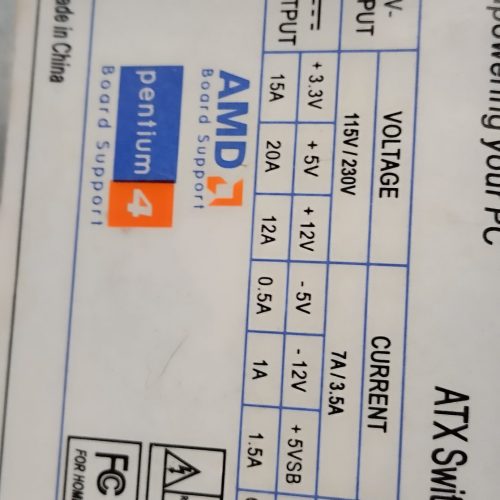 powering your PC
ATX Swi
V-
VOLTAGE
CURRENT
PUT
115V/230V
7A/3.5A
+3.3V
+5V
+12V
-5V
-12V
+5VSB
TPUT
15A
20A
12A
0.5A
1A
1.5A
AMD
Board Support
pentium 4
Board Support
FC
FOR HOM
ade in China